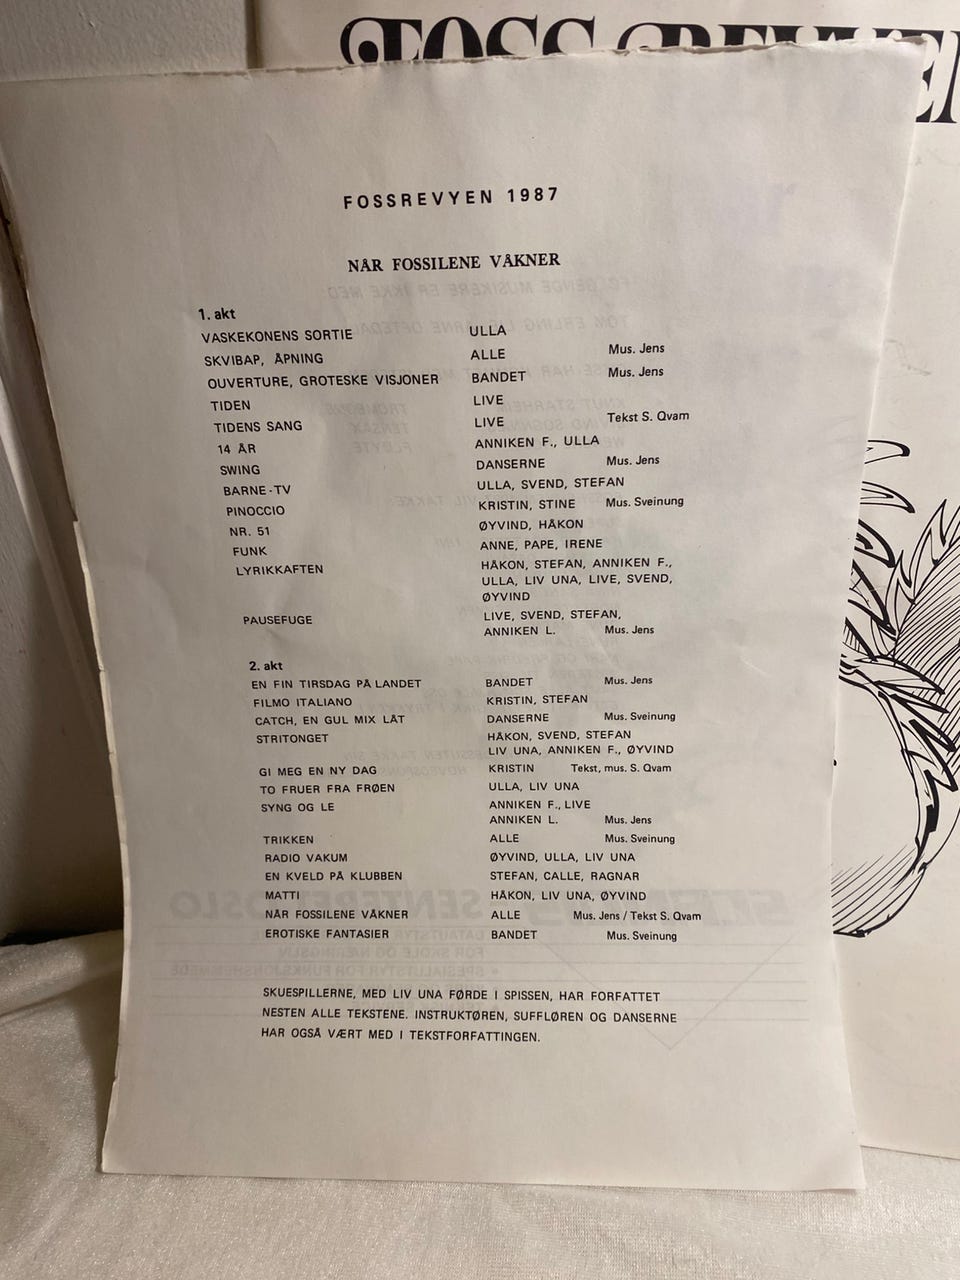 FOSSREVYEN 1987
NÅR FOSSILENE VÅKNER
1. akt
VASKEKONENS SORTIE ULLA
SKVIBAP, ÅPNING ALLE Mus. Jens
OUVERTURE, GROTESKE VISJONER BANDET Mus. Jens
TIDEN LIVE
TIDENS SANG LIVE Tekst S. Qvam
14 ÅR ANNIKEN F., ULLA
SWING DANSERNE Mus. Jens
BARNE-TV ULLA, SVEND, STEFAN
PINOCCIO KRISTIN, STINE Mus. Sveinung
NR. 51 ØYVIND, HÅKON
FUNK ANNE, PAPE, IRENE
LYRIKKAFTEN HÅKON, STEFAN, ANNIKEN F.,
ULLA, LIV UNA, LIVE, SVEND,
ØYVIND
PAUSEFUGE LIVE, SVEND, STEFAN,
ANNIKEN L. Mus. Jens
2. akt
EN FIN TIRSDAG PÅ LANDET BANDET Mus. Jens
FILMO ITALIANO KRISTIN, STEFAN
CATCH, EN GUL MIX LÅT DANSERNE Mus. Sveinung
STRITONGET HÅKON, SVEND, STEFAN
LIV UNA, ANNIKEN F., ØYVIND
GI MEG EN NY DAG KRISTIN Tekst, mus. S. Qvam
TO FRUER FRA FRØEN ULLA, LIV UNA
SYNG OG LE ANNIKEN F., LIVE
ANNIKEN L. Mus. Jens
TRIKKEN ALLE Mus. Sveinung
RADIO VAKUM ØYVIND, ULLA, LIV UNA
EN KVELD PÅ KLUBBEN STEFAN, CALLE, RAGNAR
MATTI HÅKON, LIV UNA, ØYVIND
NÅR FOSSILENE VÅKNER ALLE Mus. Jens / Tekst S. Qvam
EROTISKE FANTASIER BANDET Mus. Sveinung
SKUESPILLERNE, MED LIV UNA FØRDE I SPISSEN, HAR FORFATTET
NESTEN ALLE TEKSTENE. INSTRUKTØREN, SUFFLØREN OG DANSERNE
HAR OGSÅ VÆRT MED I TEKSTFORFATTINGEN.